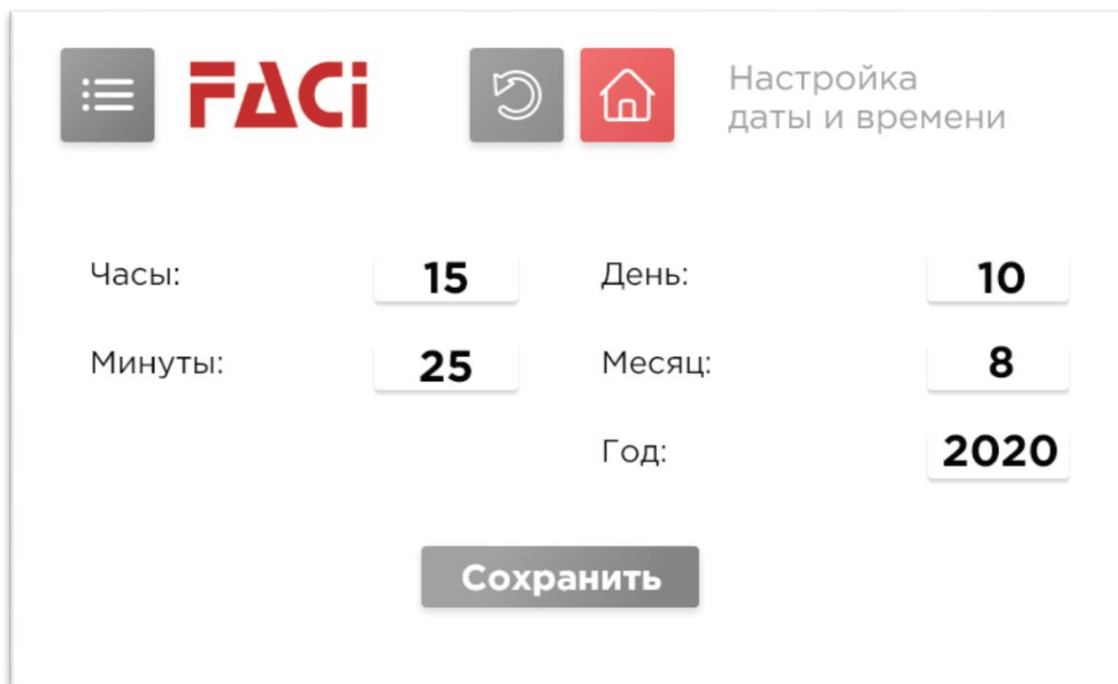 FACi
Настройка
даты и времени
Часы: 15 День: 10
Минуты: 25 Месяц: 8
Год: 2020
Сохранить